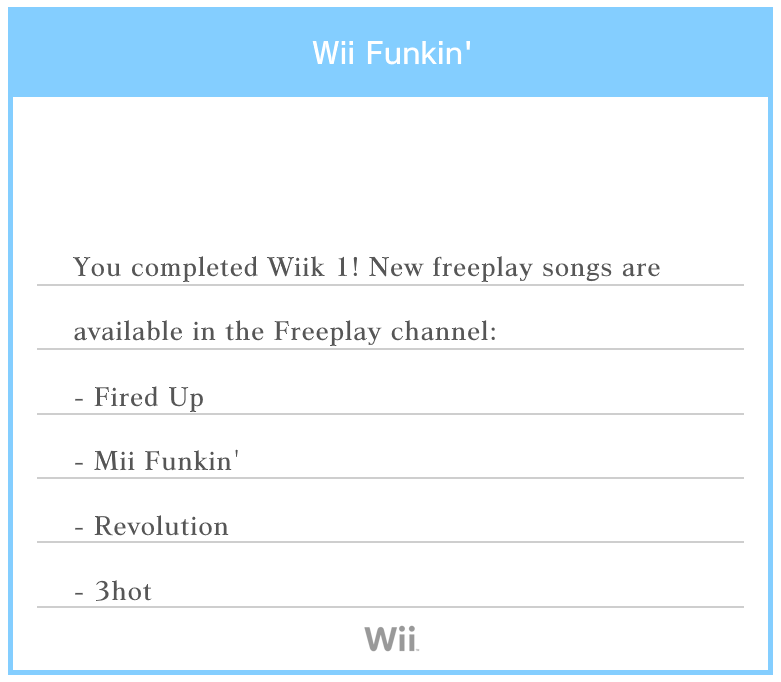 Wii Funkin'
You completed Wiik 1! New freeplay songs are
available in the Freeplay channel:
- Fired Up
- Mii Funkin'
- Revolution
- 3hot
Wii